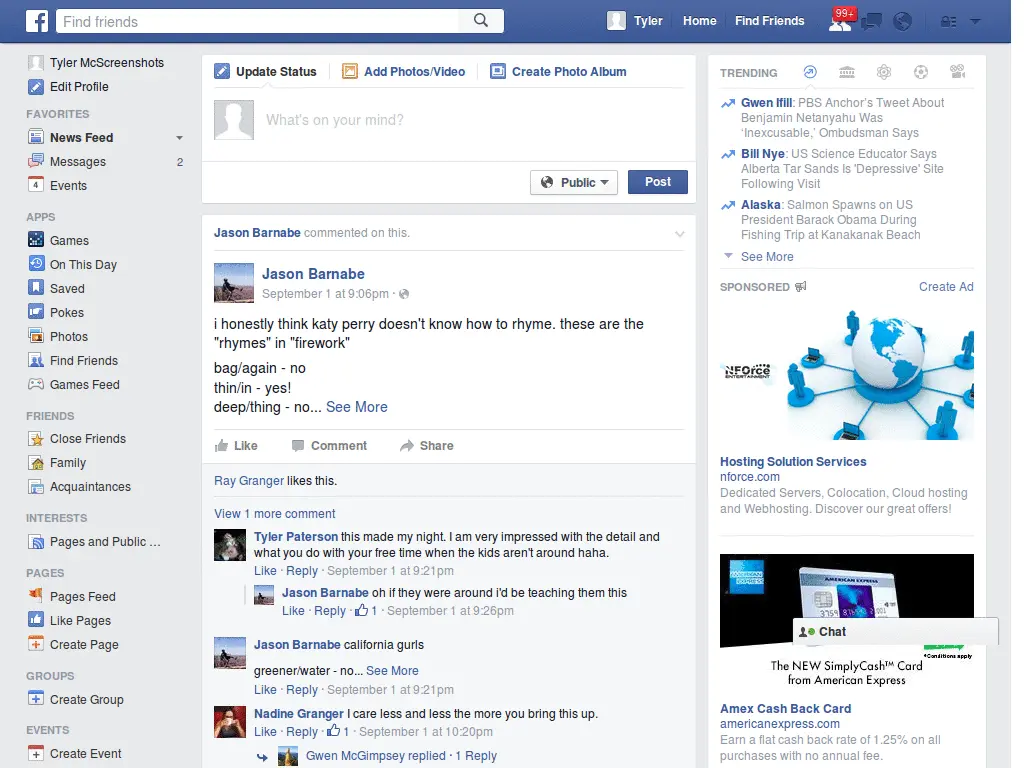 f
Find friends
Tyler
Home
Find Friends
99+
Tyler McScreenshots
Edit Profile
FAVORITES
News Feed
Messages
2
4
Events
APPS
Games
On This Day
Saved
Pokes
Photos
Find Friends
Games Feed
FRIENDS
Close Friends
Family
Acquaintances
INTERESTS
Pages and Public ...
PAGES
Pages Feed
Like Pages
Create Page
GROUPS
Create Group
EVENTS
Create Event
Update Status
Add Photos/Video
Create Photo Album
What's on your mind?
Public
Post
Jason Barnabe commented on this.
Jason Barnabe
September 1 at 9:06pm ·
i honestly think katy perry doesn't know how to rhyme. these are the
"rhymes" in "firework"
bag/again - no
thin/in - yes!
deep/thing - no... See More
Like
Comment
Share
Ray Granger likes this.
View 1 more comment
Tyler Paterson this made my night. I am very impressed with the detail and
what you do with your free time when the kids aren't around haha.
Like · Reply · September 1 at 9:21pm
Jason Barnabe oh if they were around i'd be teaching them this
Like · Reply · 1 · September 1 at 9:26pm
Jason Barnabe california gurls
greener/water - no... See More
Like · Reply · September 1 at 9:21pm
Nadine Granger I care less and less the more you bring this up.
Like · Reply · 1 · September 1 at 10:20pm
Gwen McGimpsey replied · 1 Reply
TRENDING
Gwen Ifill: PBS Anchor's Tweet About
Benjamin Netanyahu Was
'Inexcusable,' Ombudsman Says
Bill Nye: US Science Educator Says
Alberta Tar Sands Is 'Depressive' Site
Following Visit
Alaska: Salmon Spawns on US
President Barack Obama During
Fishing Trip at Kanakanak Beach
See More
SPONSORED
Create Ad
NFOrce
ENTERTAINMENT
Hosting Solution Services
nforce.com
Dedicated Servers, Colocation, Cloud hosting
and Webhosting. Discover our great offers!
AMERICAN EXPRESS
AMERICAN EXPRESS
3759
Chat
*Conditions apply
The NEW SimplyCash™ Card
from American Express
Amex Cash Back Card
americanexpress.com
Earn a flat cash back rate of 1.25% on all
purchases with no annual fee.